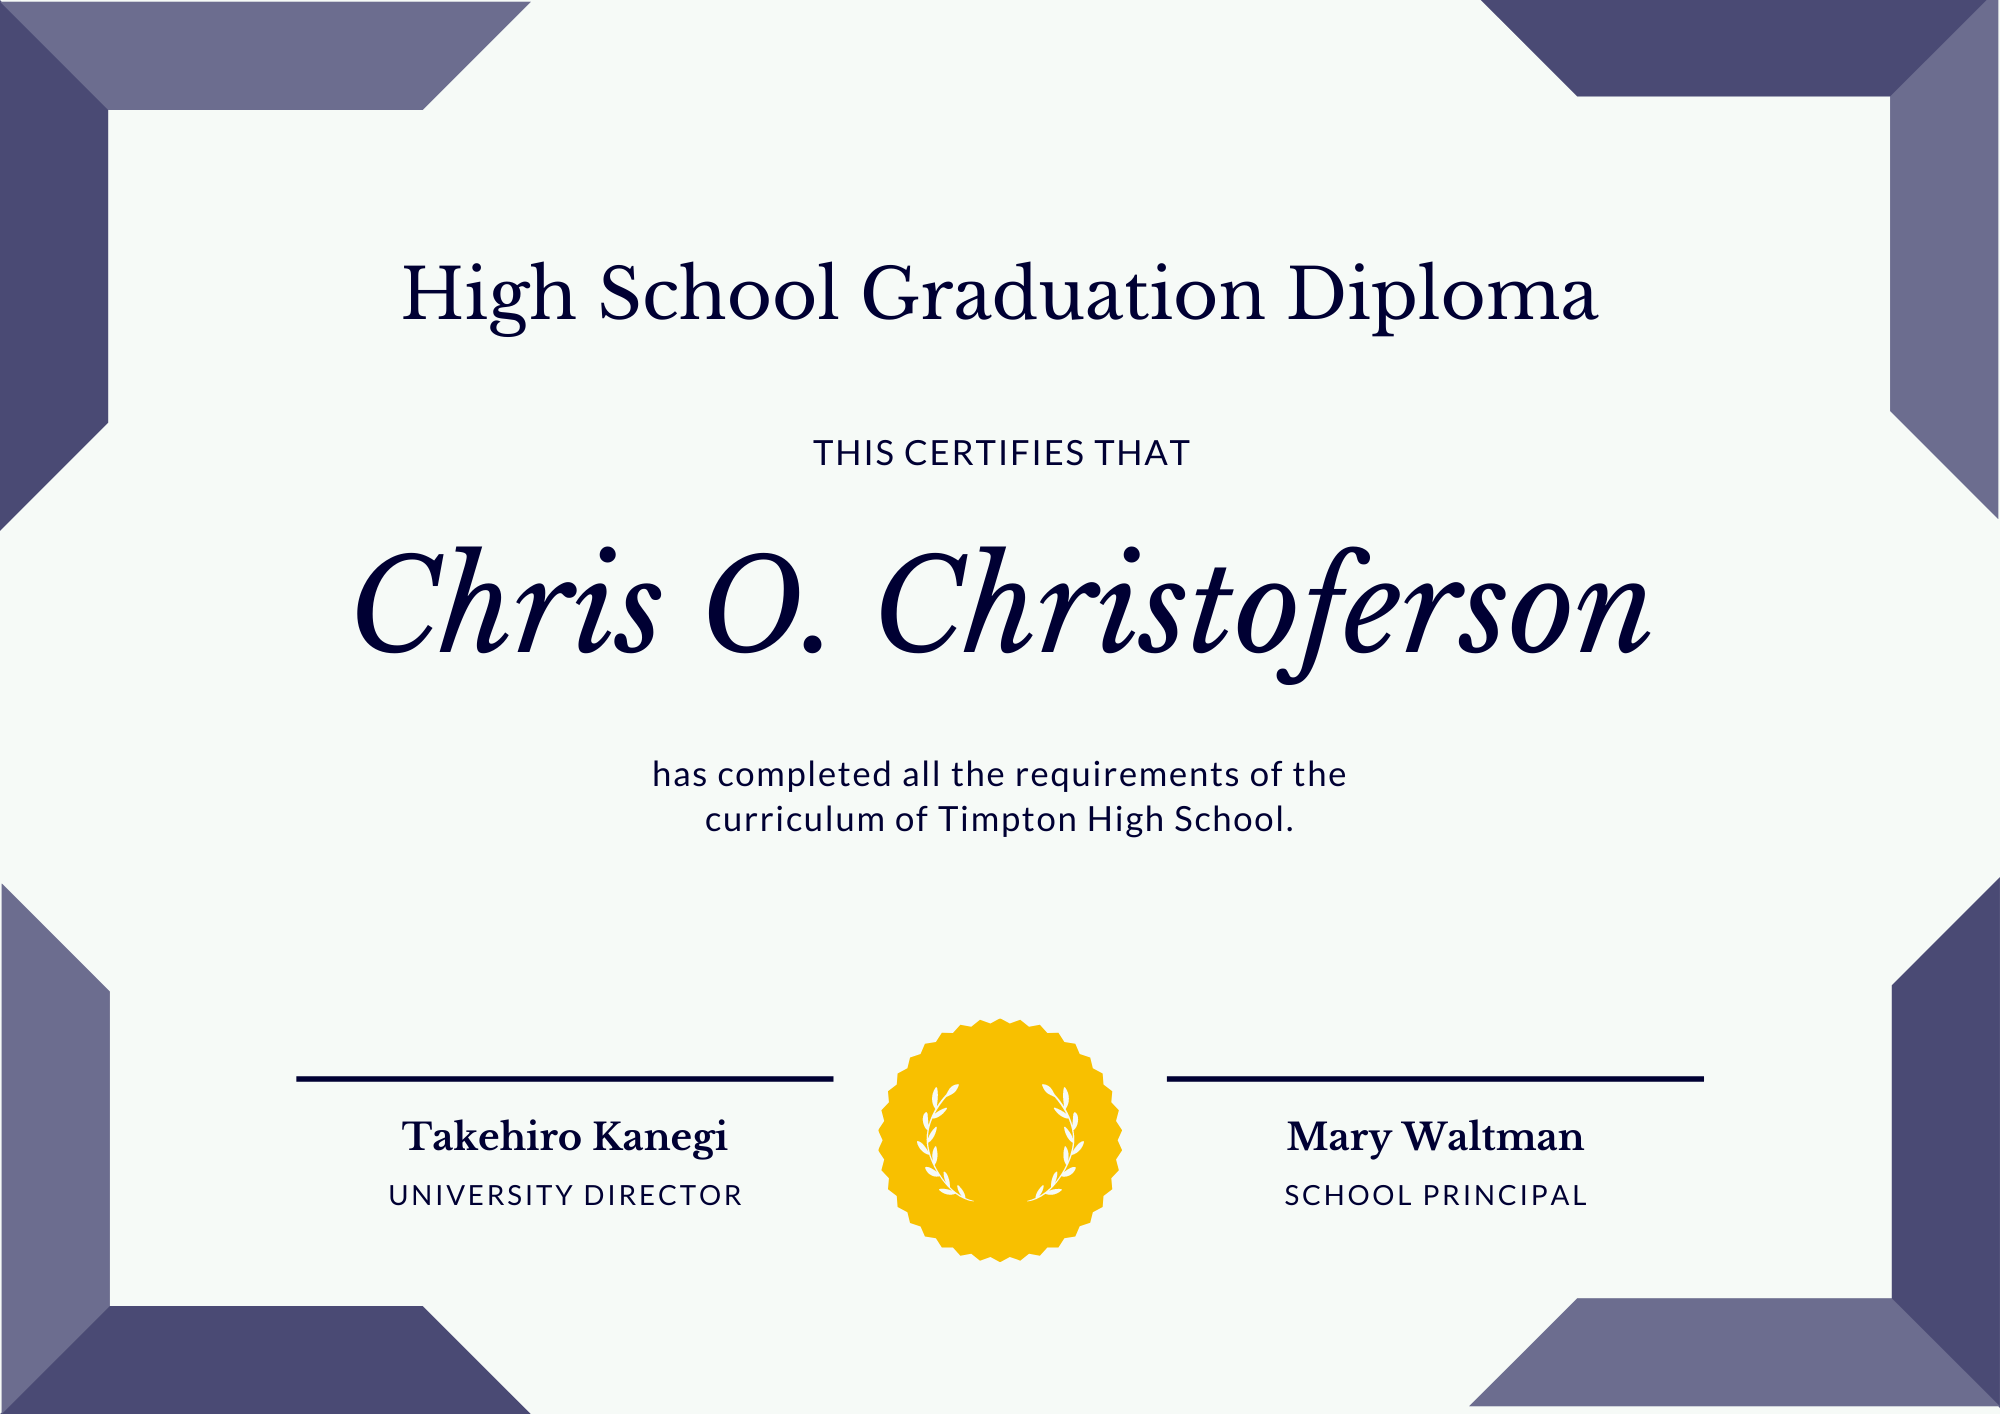 High School Graduation Diploma
THIS CERTIFIES THAT
Chris O. Christoferson
has completed all the requirements of the
curriculum of Timpton High School.
Takehiro Kanegi
UNIVERSITY DIRECTOR
Mary Waltman
SCHOOL PRINCIPAL